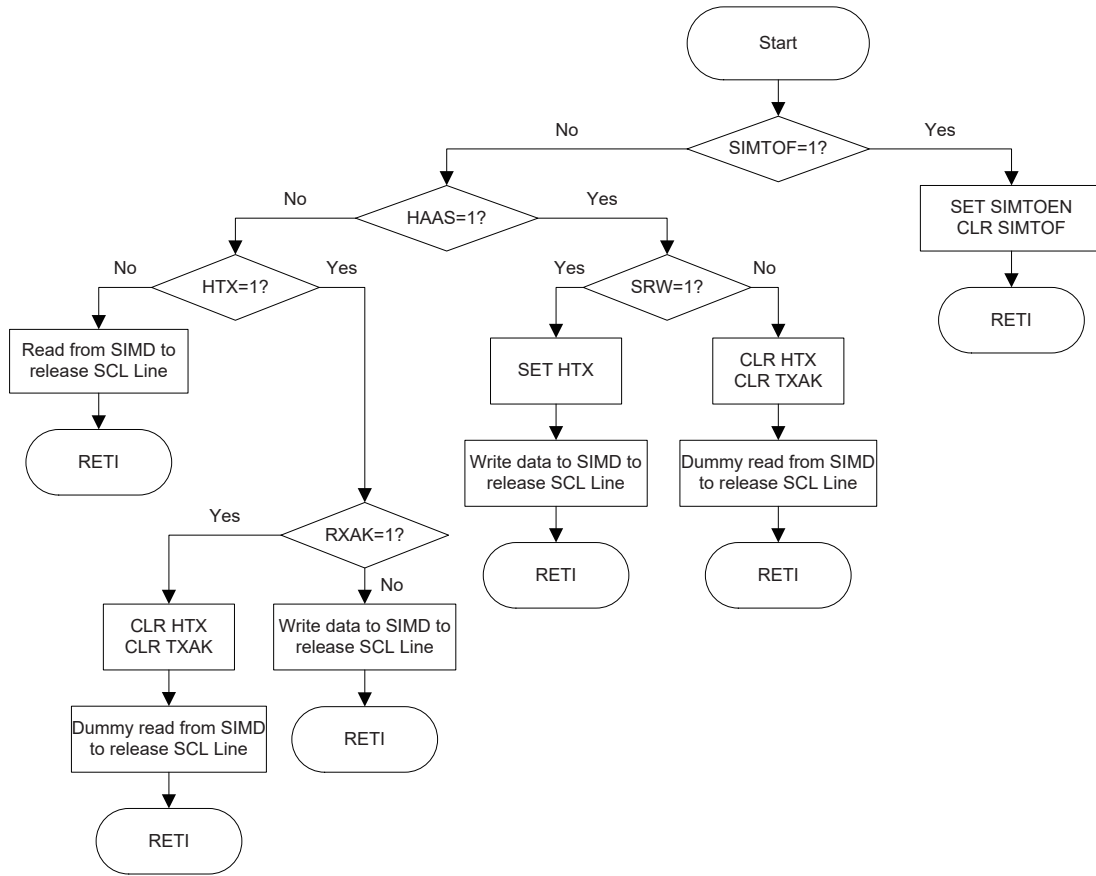 Start
No
Yes
SIMTOF=1?
SET SIMTOEN
CLR SIMTOF
No
Yes
HAAS=1?
No
Yes
HTX=1?
Yes
No
SRW=1?
RETI
Read from SIMD to
release SCL Line
SET HTX
CLR HTX
CLR TXAK
RETI
Write data to SIMD to
release SCL Line
Dummy read from SIMD
to release SCL Line
Yes
RXAK=1?
No
RETI
RETI
CLR HTX
CLR TXAK
Write data to SIMD to
release SCL Line
Dummy read from SIMD
to release SCL Line
RETI
RETI